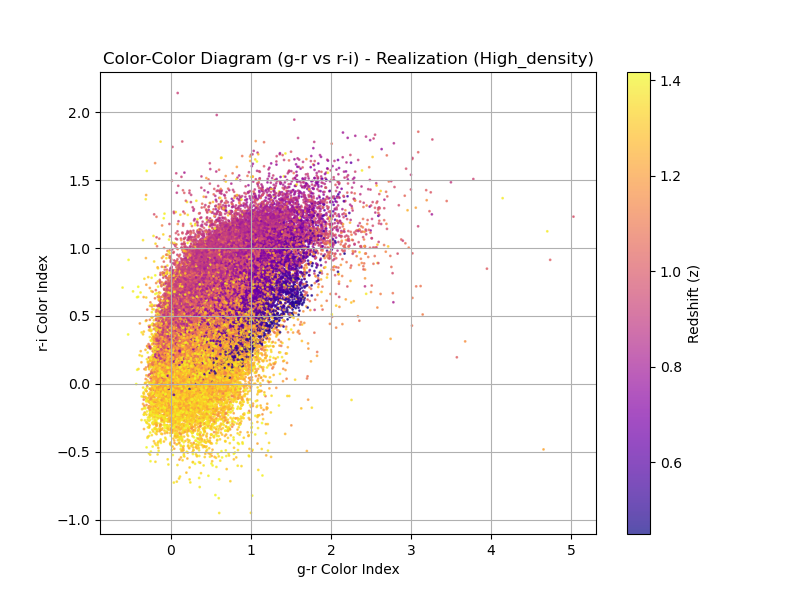 Color-Color Diagram (g-r vs r-i) - Realization (High_density)
2.0
1.5
1.0
0.5
0.0
−0.5
−1.0
r-i Color Index
0 1 2 3 4 5
g-r Color Index
1.4
1.2
1.0
0.8
0.6
Redshift (z)